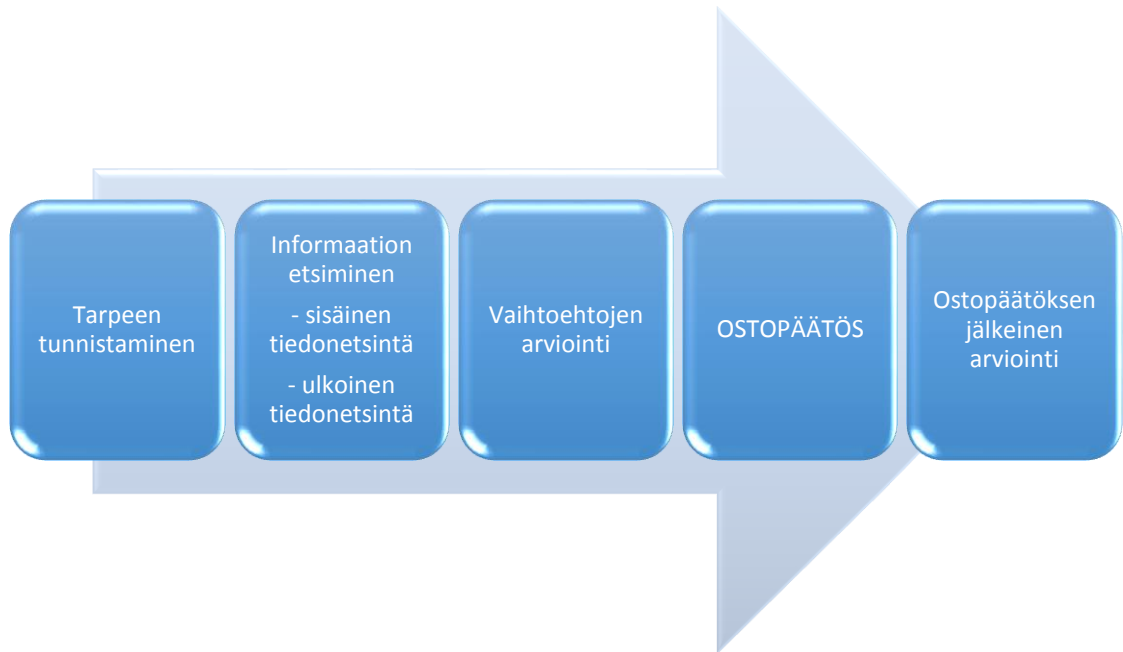 Tarpeen
tunnistaminen
Informaation
etsiminen
- sisäinen
tiedonetsintä
- ulkoinen
tiedonetsintä
Vaihtoehtojen
arviointi
OSTOPÄÄTÖS
Ostopäätöksen
jälkeinen
arviointi